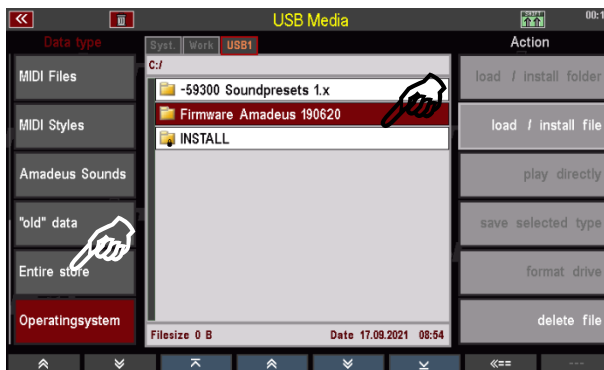 USB Media
START
00:1
Data type
Syst. Work USB1
Action
C:/
MIDI Files
-59300 Soundpresets 1.x
load / install folder
Firmware Amadeus 190620
MIDI Styles
load / install file
INSTALL
Amadeus Sounds
play directly
"old" data
save selected type
Entire store
format drive
Operatingsystem
delete file
Filesize 0 B Date 17.09.2021 08:54
«== ---